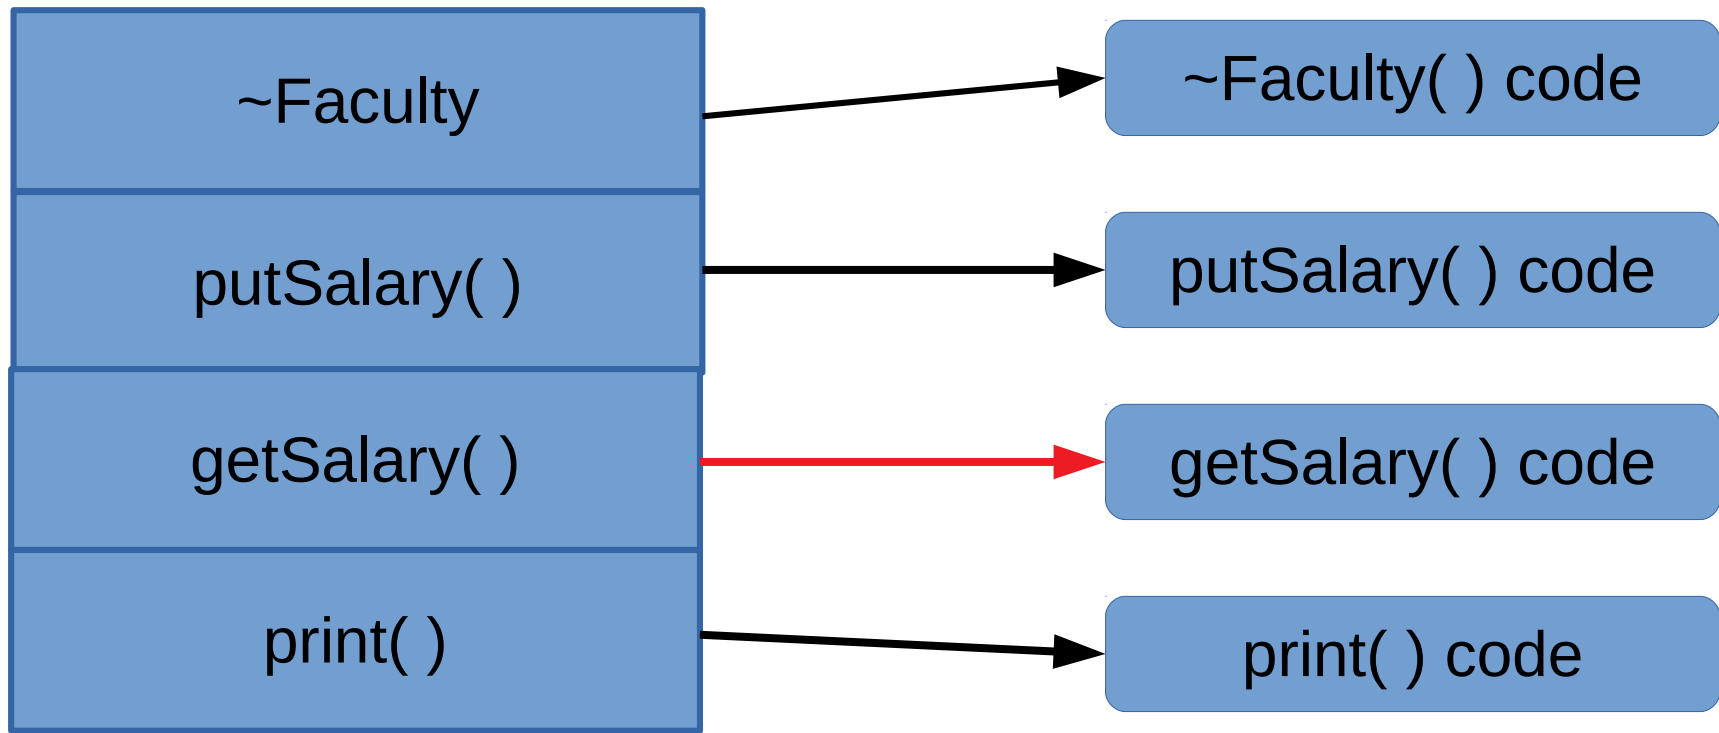 ~Faculty
~Faculty( ) code
putSalary( )
putSalary( ) code
getSalary( )
getSalary( ) code
print( )
print( ) code